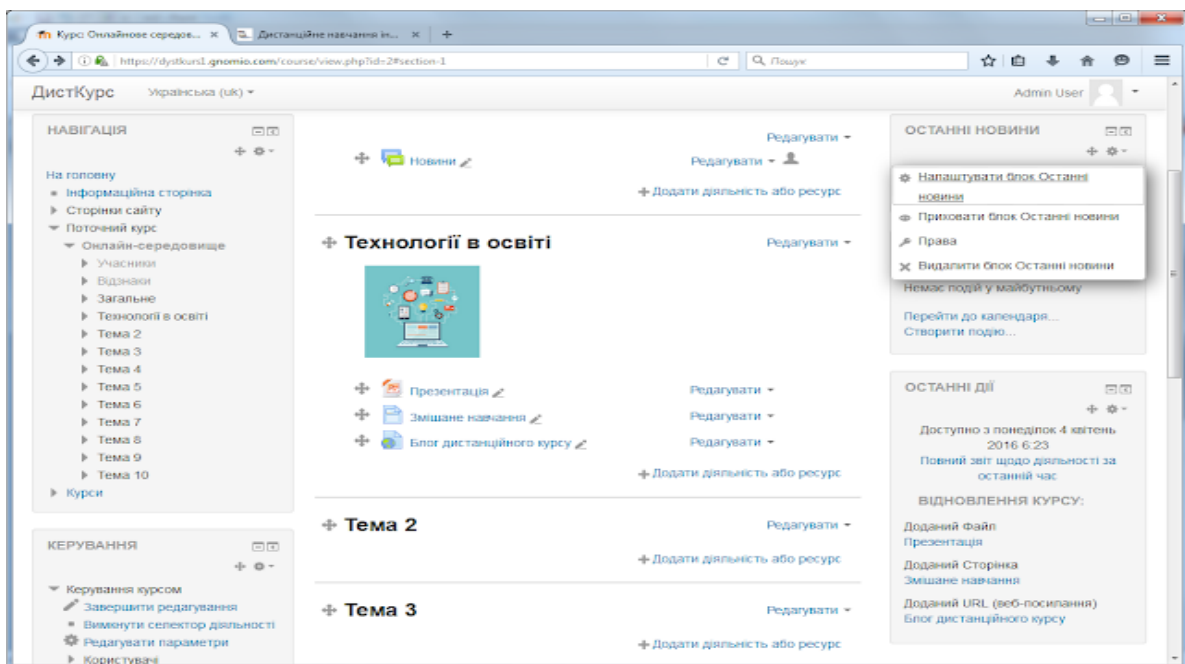 Курс: Онлайнове середов...
Дистанційне навчання ін...
https://dystkurs1.gnomio.com/course/view.php?id=2#section-1
Пошук
ДистКурс
Українська (uk)
Admin User
НАВІГАЦІЯ
На головну
Інформаційна сторінка
Сторінки сайту
Поточний курс
Онлайн-середовище
Учасники
Відзнаки
Загальне
Технології в освіті
Тема 2
Тема 3
Тема 4
Тема 5
Тема 6
Тема 7
Тема 8
Тема 9
Тема 10
Курси
КЕРУВАННЯ
Керування курсом
Завершити редагування
Вимкнути селектор діяльності
Редагувати параметри
Користувачі
Редагувати
Новини
Редагувати
Додати діяльність або ресурс
Технології в освіті
Редагувати
Презентація
Редагувати
Змішане навчання
Редагувати
Блог дистанційного курсу
Редагувати
Додати діяльність або ресурс
Тема 2
Редагувати
Додати діяльність або ресурс
Тема 3
Редагувати
Додати діяльність або ресурс
ОСТАННІ НОВИНИ
Налаштувати блок Останні
новини
Приховати блок Останні новини
Права
Видалити блок Останні новини
Немає подій у майбутньому
Перейти до календаря...
Створити подію...
ОСТАННІ ДІЇ
Доступно з понеділок 4 квітень
2016 6:23
Повний звіт щодо діяльності за
останній час
ВІДНОВЛЕННЯ КУРСУ:
Доданий Файл
Презентація
Доданий Сторінка
Змішане навчання
Доданий URL (веб-посилання)
Блог дистанційного курсу